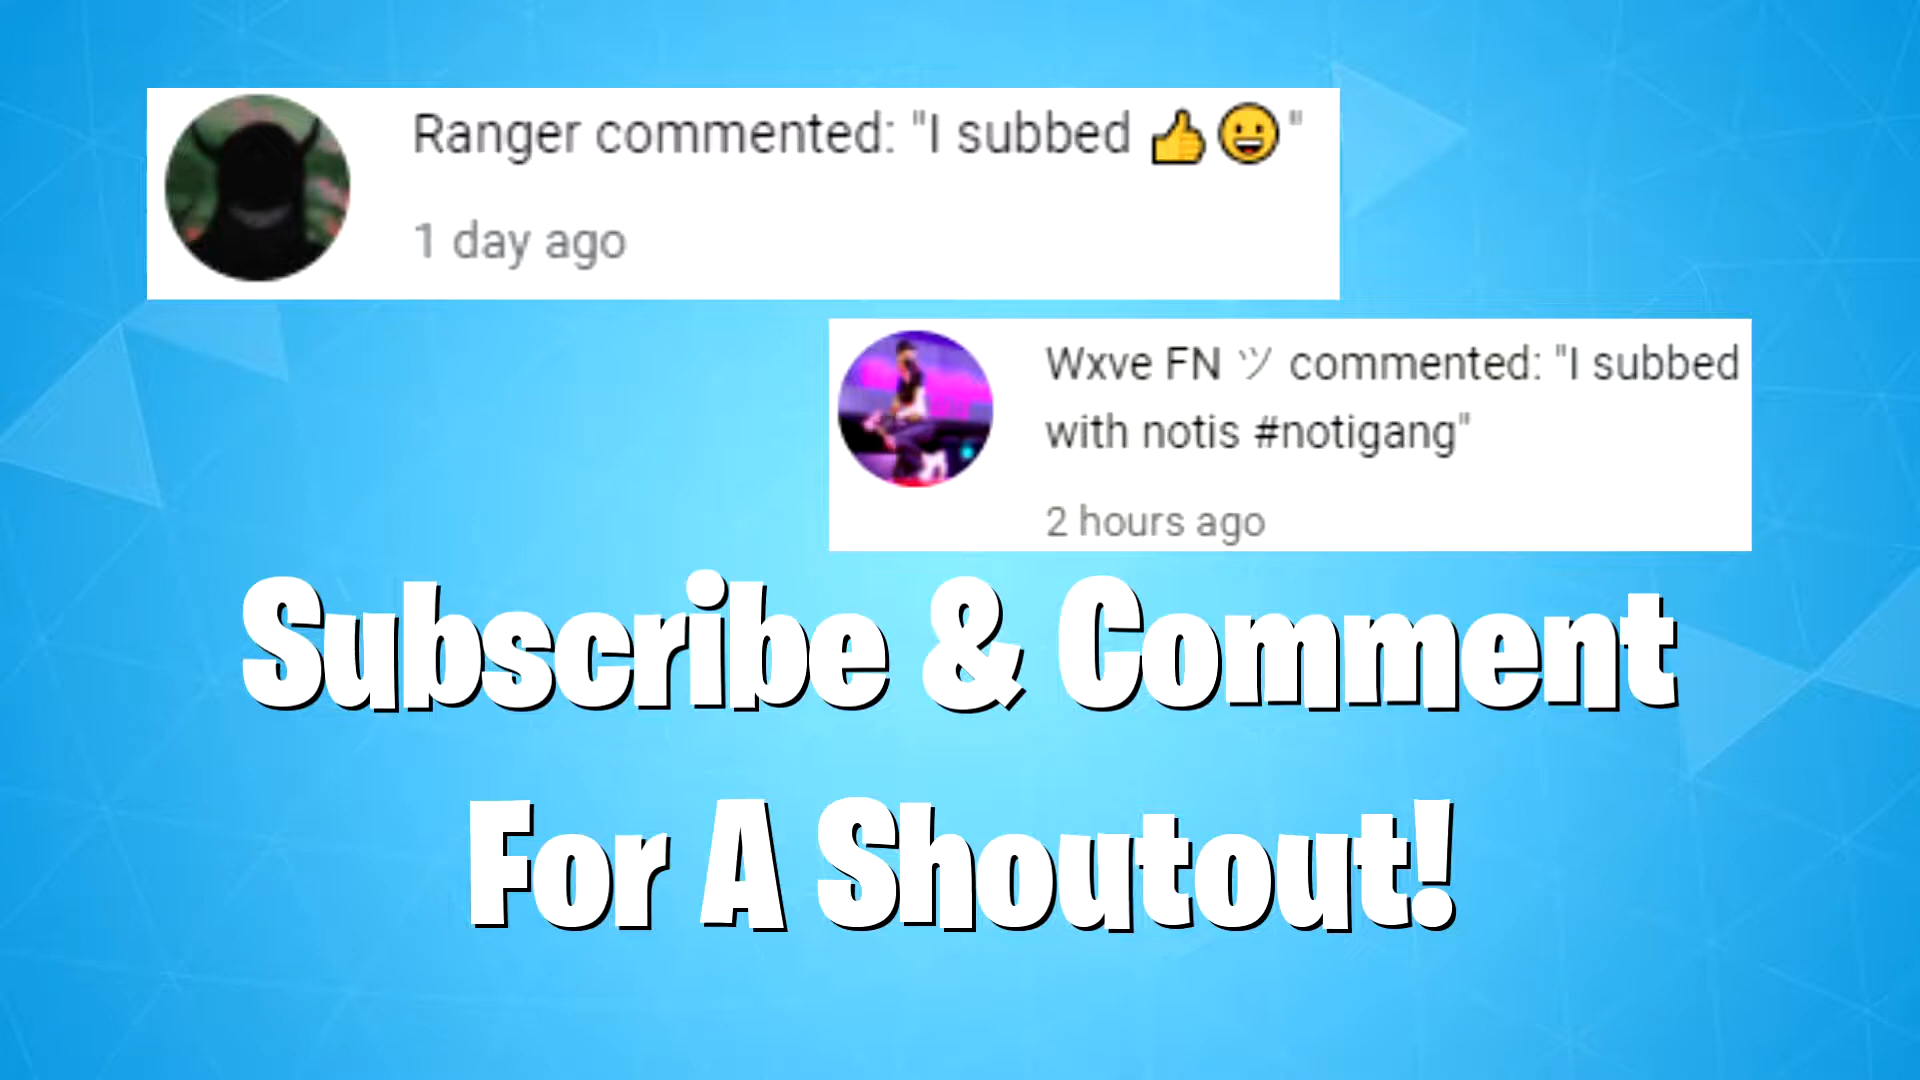 Ranger commented: "I subbed 👍😀"
1 day ago
Wxve FN ツ commented: "I subbed
with notis #notigang"
2 hours ago
Subscribe & Comment
For A Shoutout!